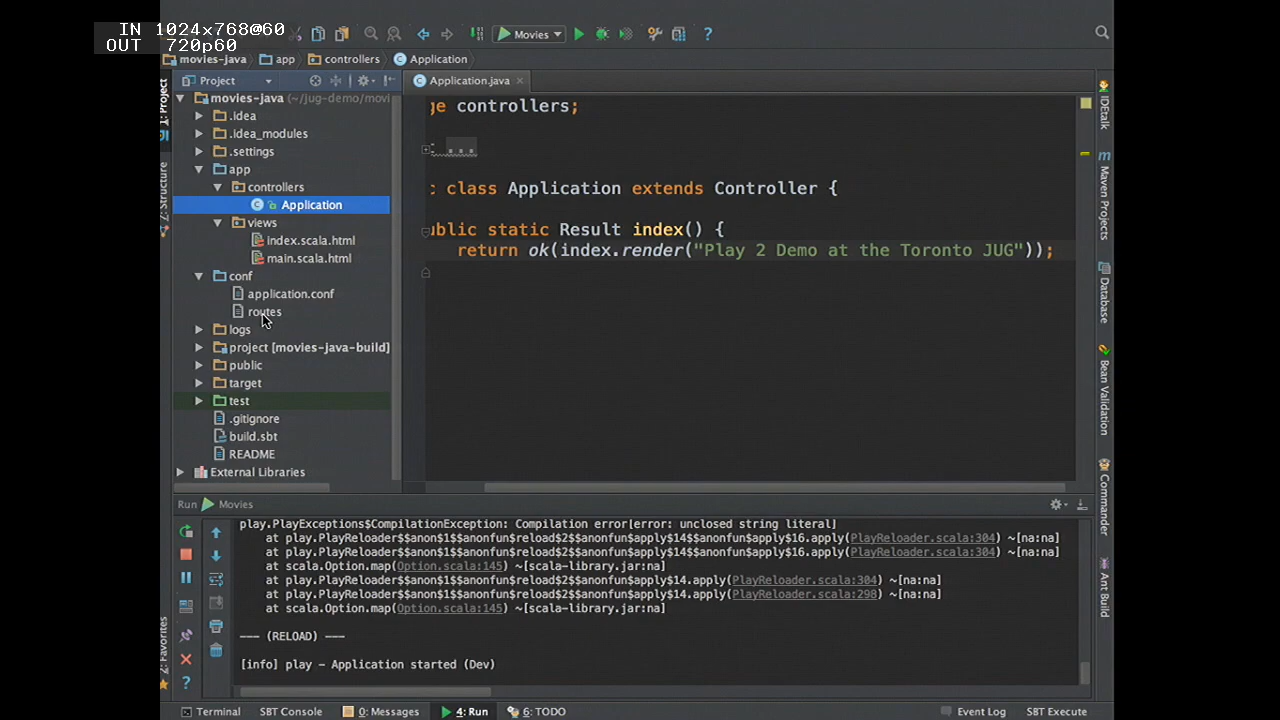 IN 1024x768@60
OUT 720p60
Movies
movies-java
app
controllers
Application
Project
Application.java
1: Project
Z: Structure
2: Favorites
movies-java (~/jug-demo/movi
.idea
.idea_modules
.settings
app
controllers
Application
views
index.scala.html
main.scala.html
conf
application.conf
routes
logs
project [movies-java-build]
public
target
test
.gitignore
build.sbt
README
External Libraries
ge controllers;
...
c class Application extends Controller {
ublic static Result index() {
return ok(index.render("Play 2 Demo at the Toronto JUG"));
IDEtalk
Maven Projects
Database
Bean Validation
Commander
Ant Build
Run Movies
play.PlayExceptions$CompilationException: Compilation error[error: unclosed string literal]
at play.PlayReloader$$anon$1$$anonfun$reload$2$$anonfun$apply$14$$anonfun$apply$16.apply(PlayReloader.scala:304) ~[na:na]
at play.PlayReloader$$anon$1$$anonfun$reload$2$$anonfun$apply$14$$anonfun$apply$16.apply(PlayReloader.scala:304) ~[na:na]
at scala.Option.map(Option.scala:145) ~[scala-library.jar:na]
at play.PlayReloader$$anon$1$$anonfun$reload$2$$anonfun$apply$14.apply(PlayReloader.scala:304) ~[na:na]
at play.PlayReloader$$anon$1$$anonfun$reload$2$$anonfun$apply$14.apply(PlayReloader.scala:298) ~[na:na]
at scala.Option.map(Option.scala:145) ~[scala-library.jar:na]
--- (RELOAD) ---
[info] play - Application started (Dev)
Terminal
SBT Console
0: Messages
4: Run
6: TODO
Event Log
SBT Execute